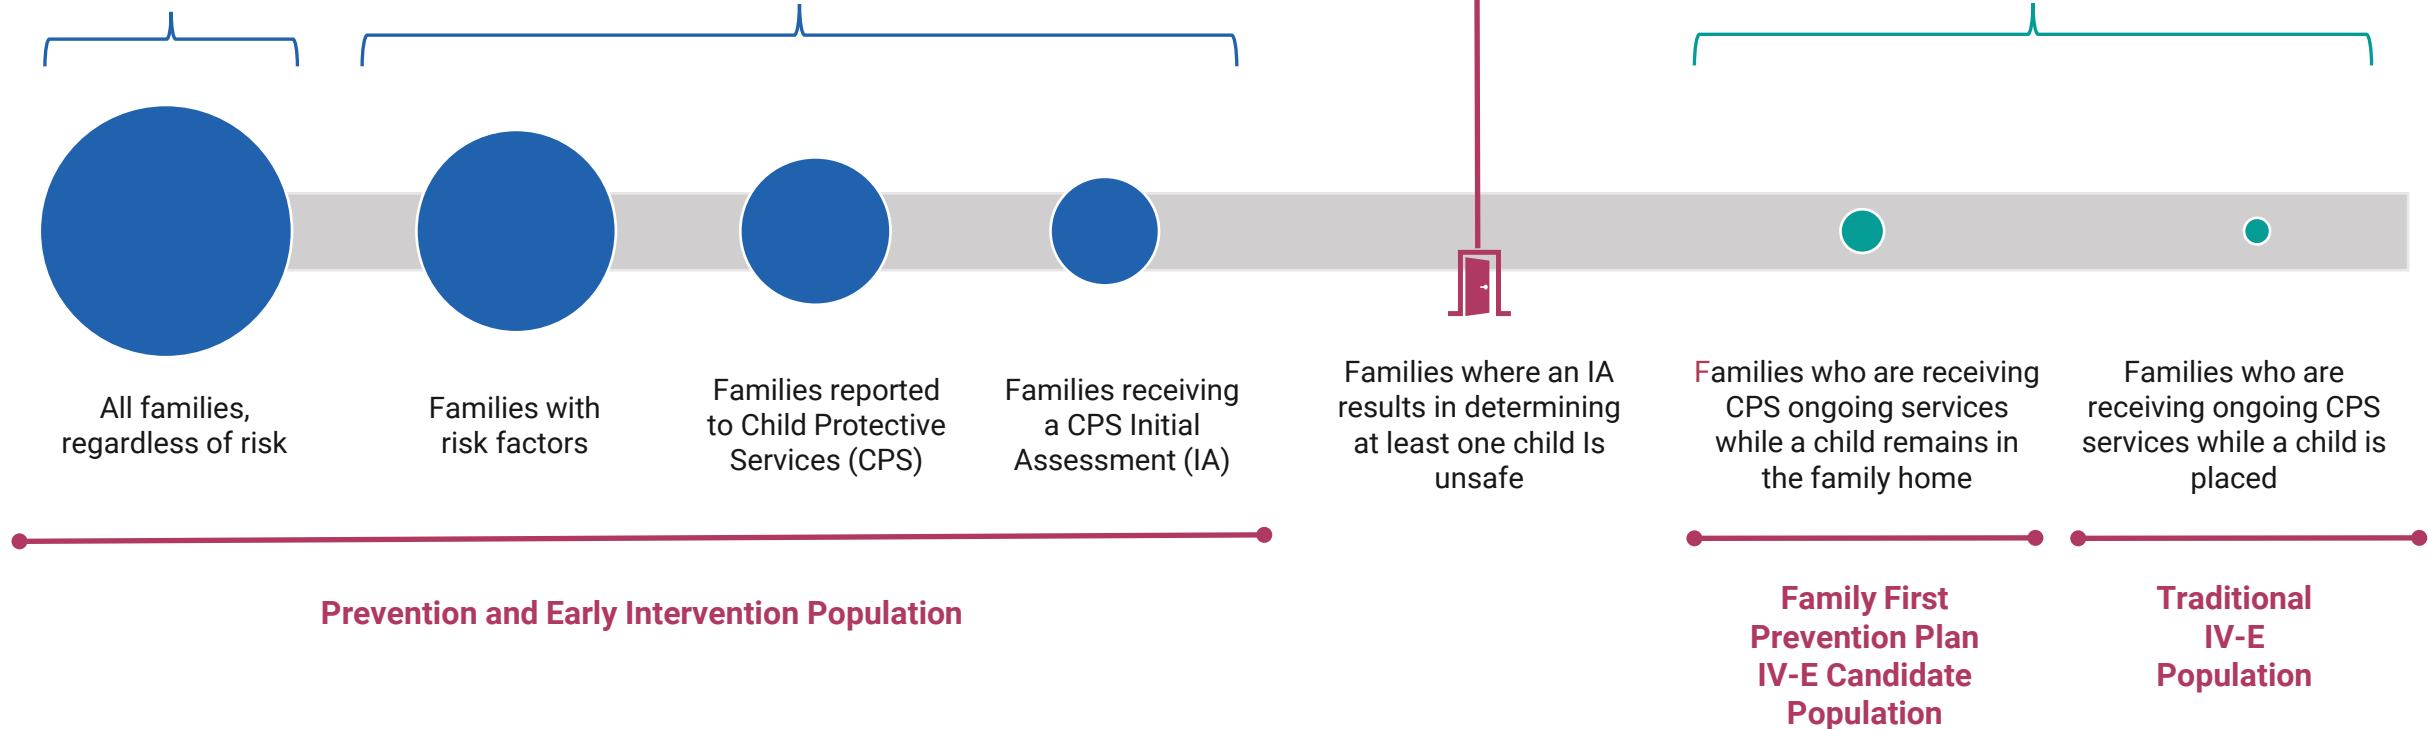 All families,
regardless of risk
Families with
risk factors
Families reported
to Child Protective
Services (CPS)
Families receiving
a CPS Initial
Assessment (IA)
Families where an IA
results in determining
at least one child Is
unsafe
Families who are receiving
CPS ongoing services
while a child remains in
the family home
Families who are
receiving ongoing CPS
services while a child is
placed
Prevention and Early Intervention Population
Family First
Prevention Plan
IV-E Candidate
Population
Traditional
IV-E
Population